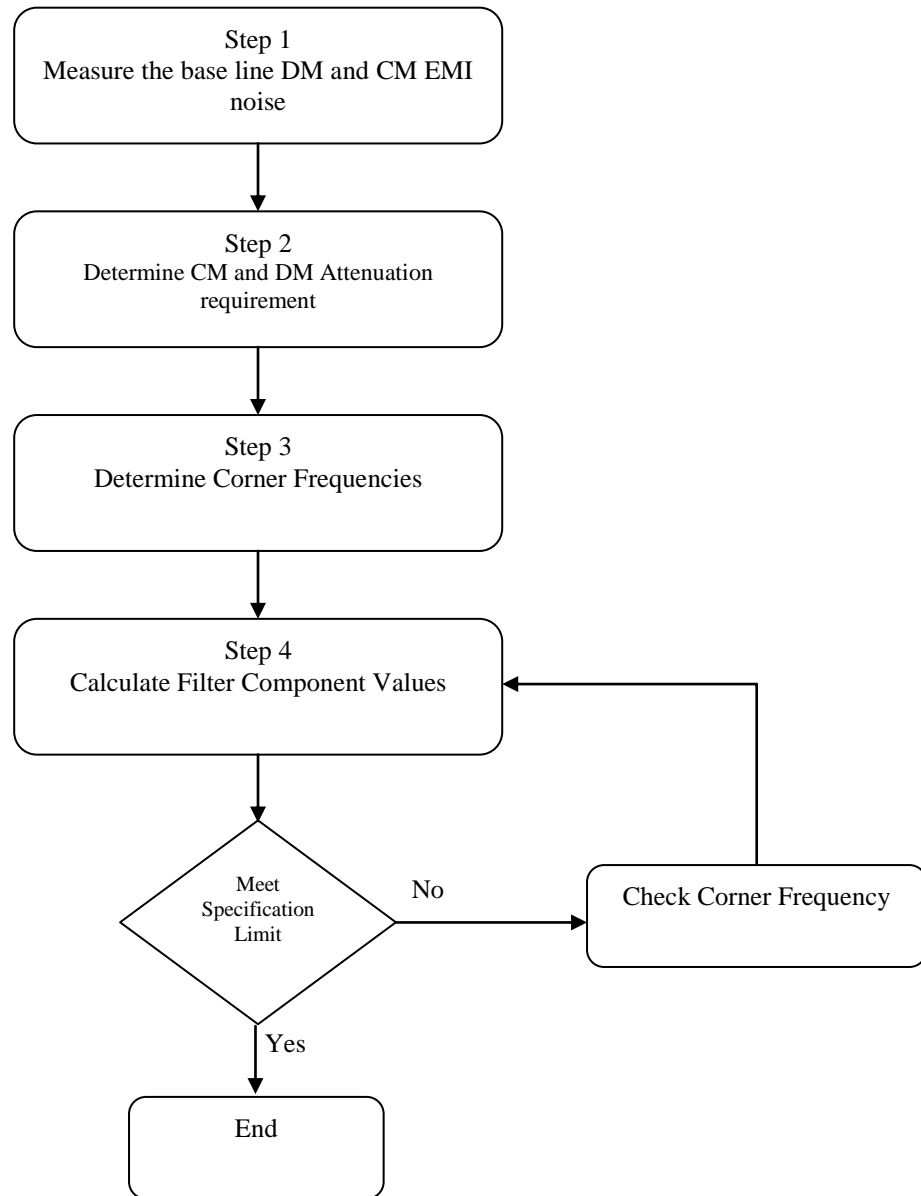 Step 1
Measure the base line DM and CM EMI
noise
Step 2
Determine CM and DM Attenuation
requirement
Step 3
Determine Corner Frequencies
Step 4
Calculate Filter Component Values
Meet
Specification
Limit
No
Check Corner Frequency
Yes
End